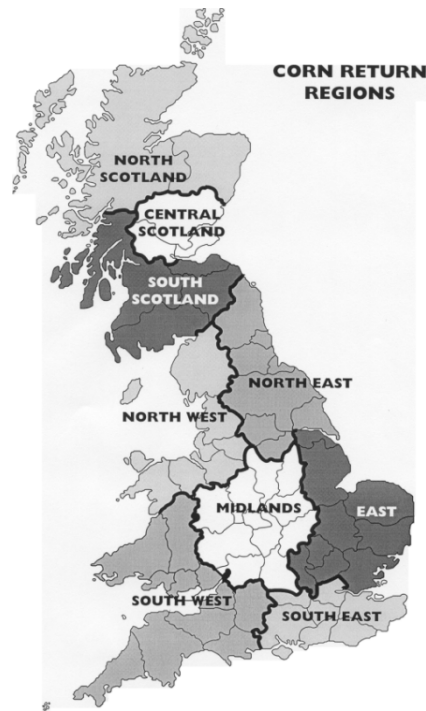 CORN RETURN
REGIONS
NORTH
SCOTLAND
CENTRAL
SCOTLAND
SOUTH
SCOTLAND
NORTH EAST
NORTH WEST
MIDLANDS
EAST
SOUTH WEST
SOUTH EAST